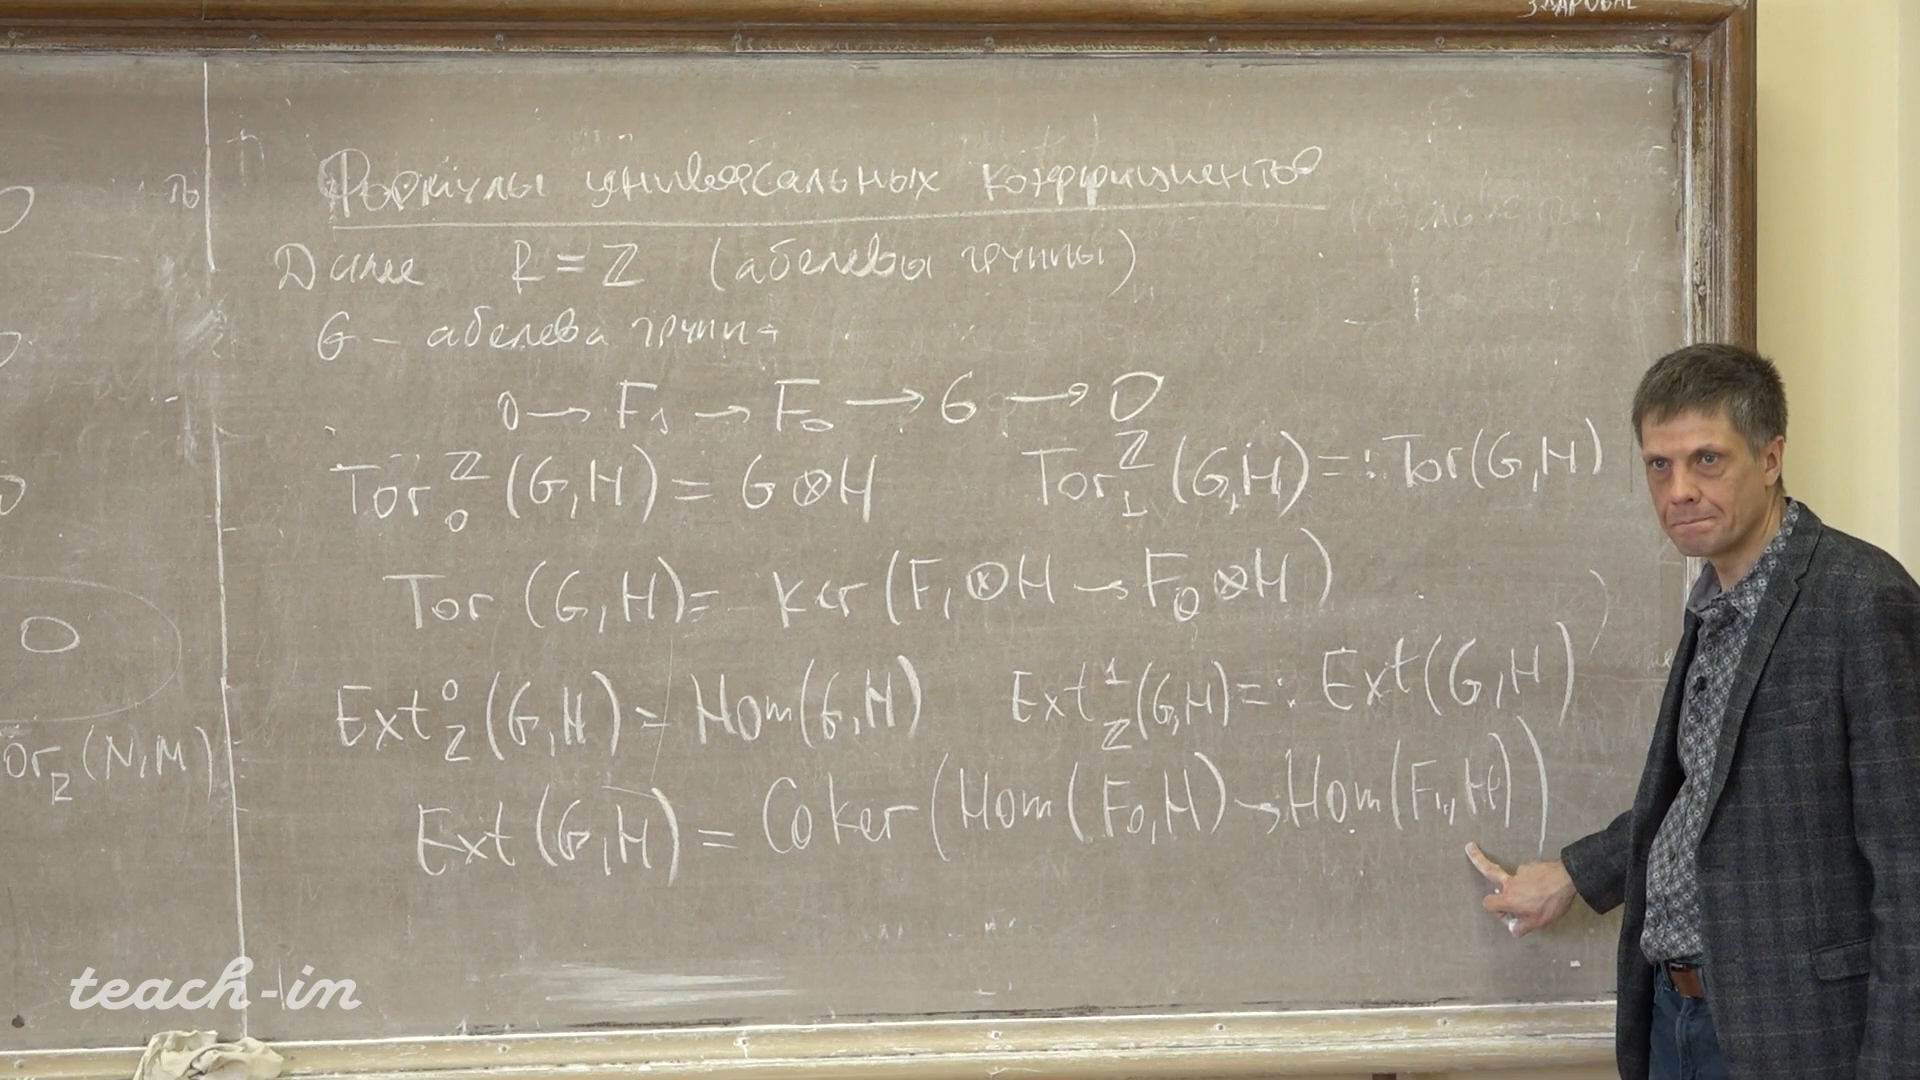 Формулы универсальных коэффициентов
Далее R = ℤ (абелевы группы)
G – абелева группа
0 → F₁ → F₀ → G → 0
Tor₀^ℤ (G,H) = G⊗H Tor₁^ℤ (G,H) =: Tor(G,H)
Tor (G,H) = Ker (F₁⊗H → F₀⊗H)
Ext⁰_ℤ (G,H) = Hom(G,H) Ext¹_ℤ (G,H) =: Ext(G,H)
Ext (G,H) = Coker (Hom(F₀,H) → Hom(F₁,H))
(N,M)
teach-in